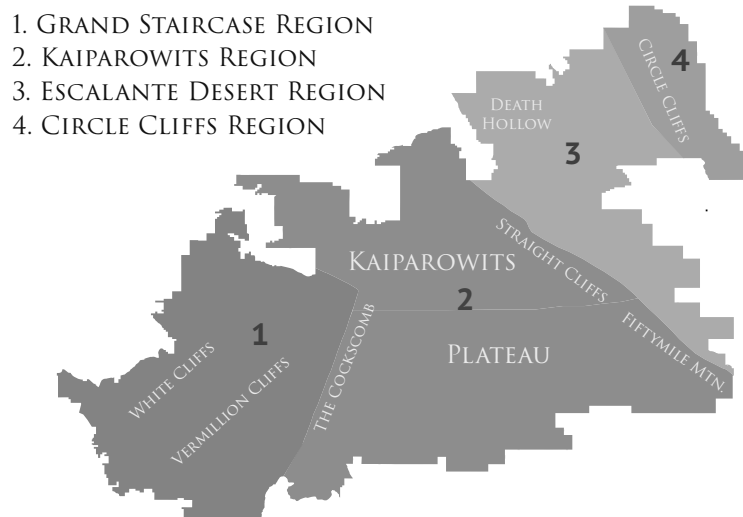 1. Grand Staircase Region
2. Kaiparowits Region
3. Escalante Desert Region
4. Circle Cliffs Region
4
Circle Cliffs
Death
Hollow
3
Straight Cliffs
Kaiparowits
2
Fiftymile Mtn.
1
The Cockscomb
Plateau
White Cliffs
Vermillion Cliffs